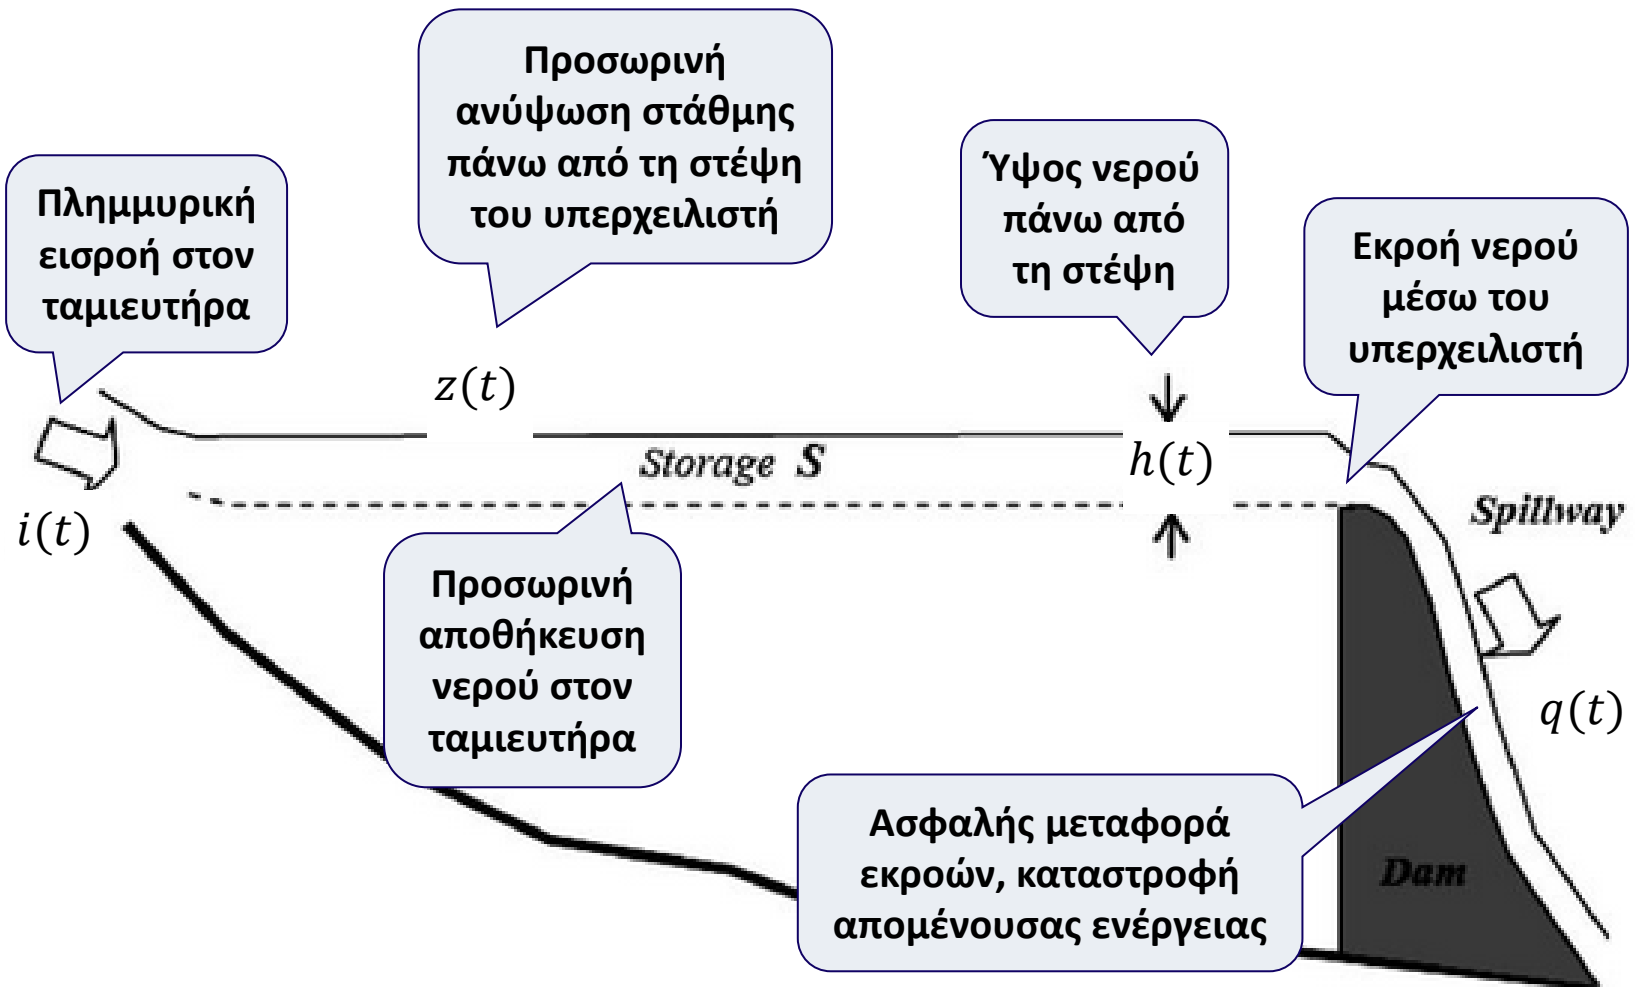 Προσωρινή
ανύψωση στάθμης
πάνω από τη στέψη
του υπερχειλιστή
Πλημμυρική
εισροή στον
ταμιευτήρα
Ύψος νερού
πάνω από
τη στέψη
Εκροή νερού
μέσω του
υπερχειλιστή
z(t)
Storage S
h(t)
i(t)
Spillway
Προσωρινή
αποθήκευση
νερού στον
ταμιευτήρα
q(t)
Ασφαλής μεταφορά
εκροών, καταστροφή
απομένουσας ενέργειας
Dam